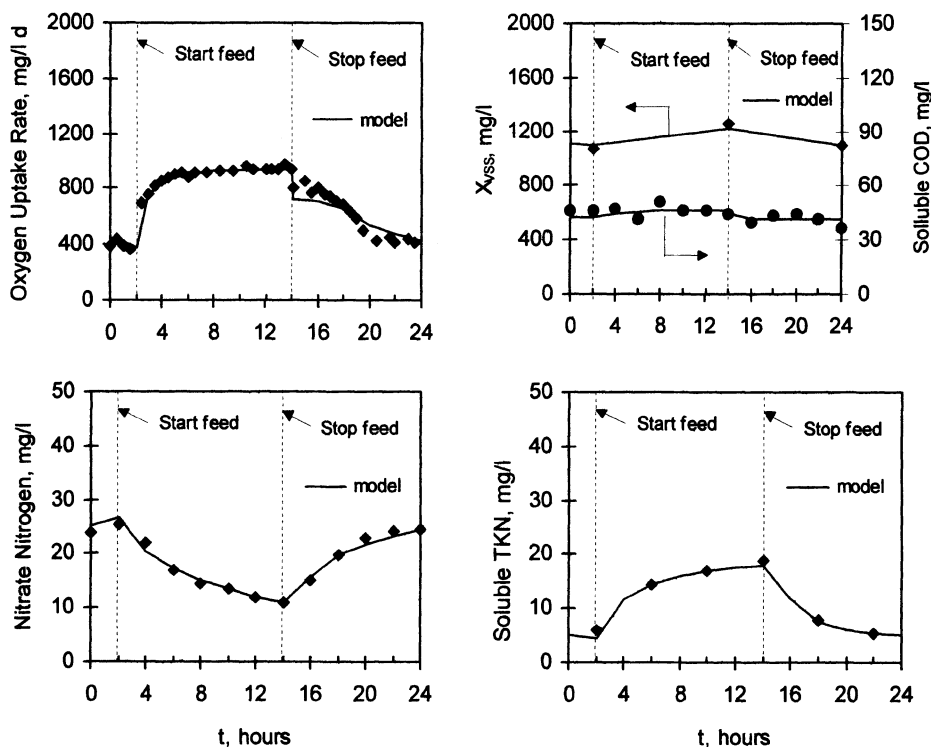 Oxygen Uptake Rate, mg/l d
2000
1600
1200
800
400
0
Start feed
Stop feed
model
0 4 8 12 16 20 24
X_VSS, mg/l
2000
1600
1200
600
400
0
Start feed
Stop feed
model
150
120
90
60
30
0
Solluble COD, mg/l
0 4 8 12 16 20 24
Nitrate Nitrogen, mg/l
50
40
30
20
10
0
Start feed
Stop feed
model
0 4 8 12 16 20 24
t, hours
Soluble TKN, mg/l
50
40
30
20
10
0
Start feed
Stop feed
model
0 4 8 12 16 20 24
t, hours